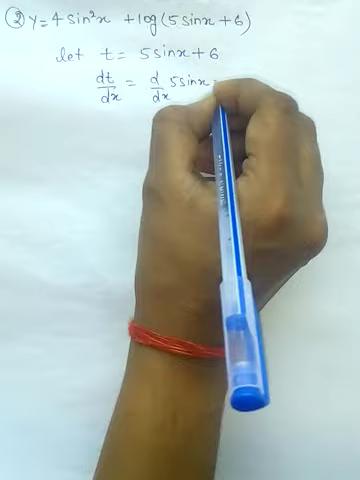 ② y = 4 sin²x + log(5 sinx + 6)
let t = 5 sinx + 6
dt/dx = d/dx 5 sinx